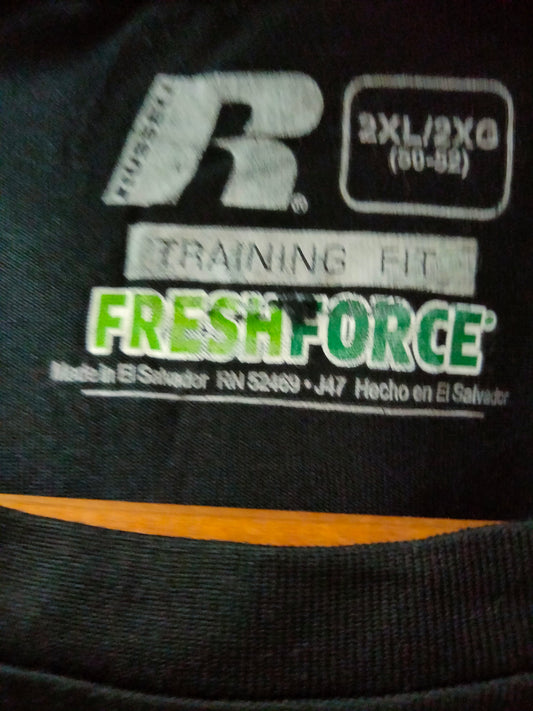 RUSSELL
R®
2XL/2XG
(50-52)
TRAINING FIT
FRESHFORCE®
Made in El Salvador RN 52469 • J47 Hecho en El Salvador